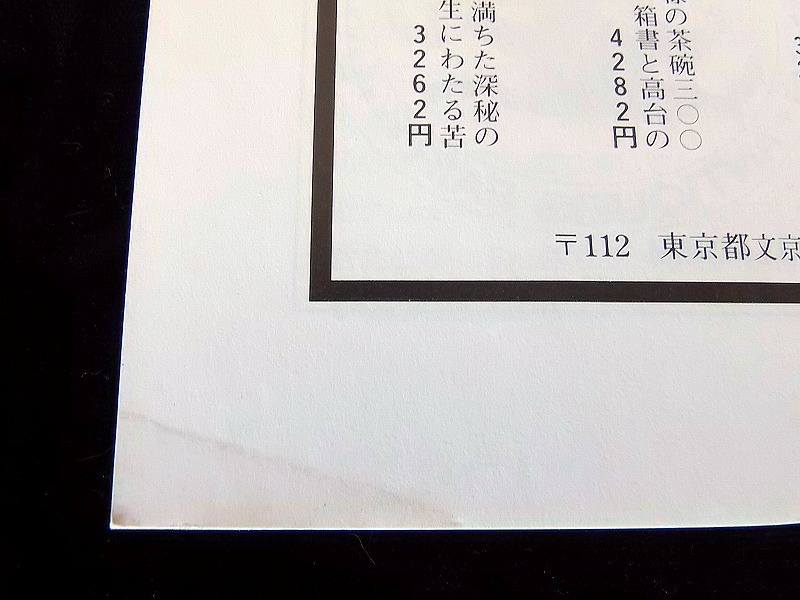 様の茶碗三〇〇
箱書と高台の
4282円
満ちた深秘の
生にわたる苦
3262円
〒112 東京都文京